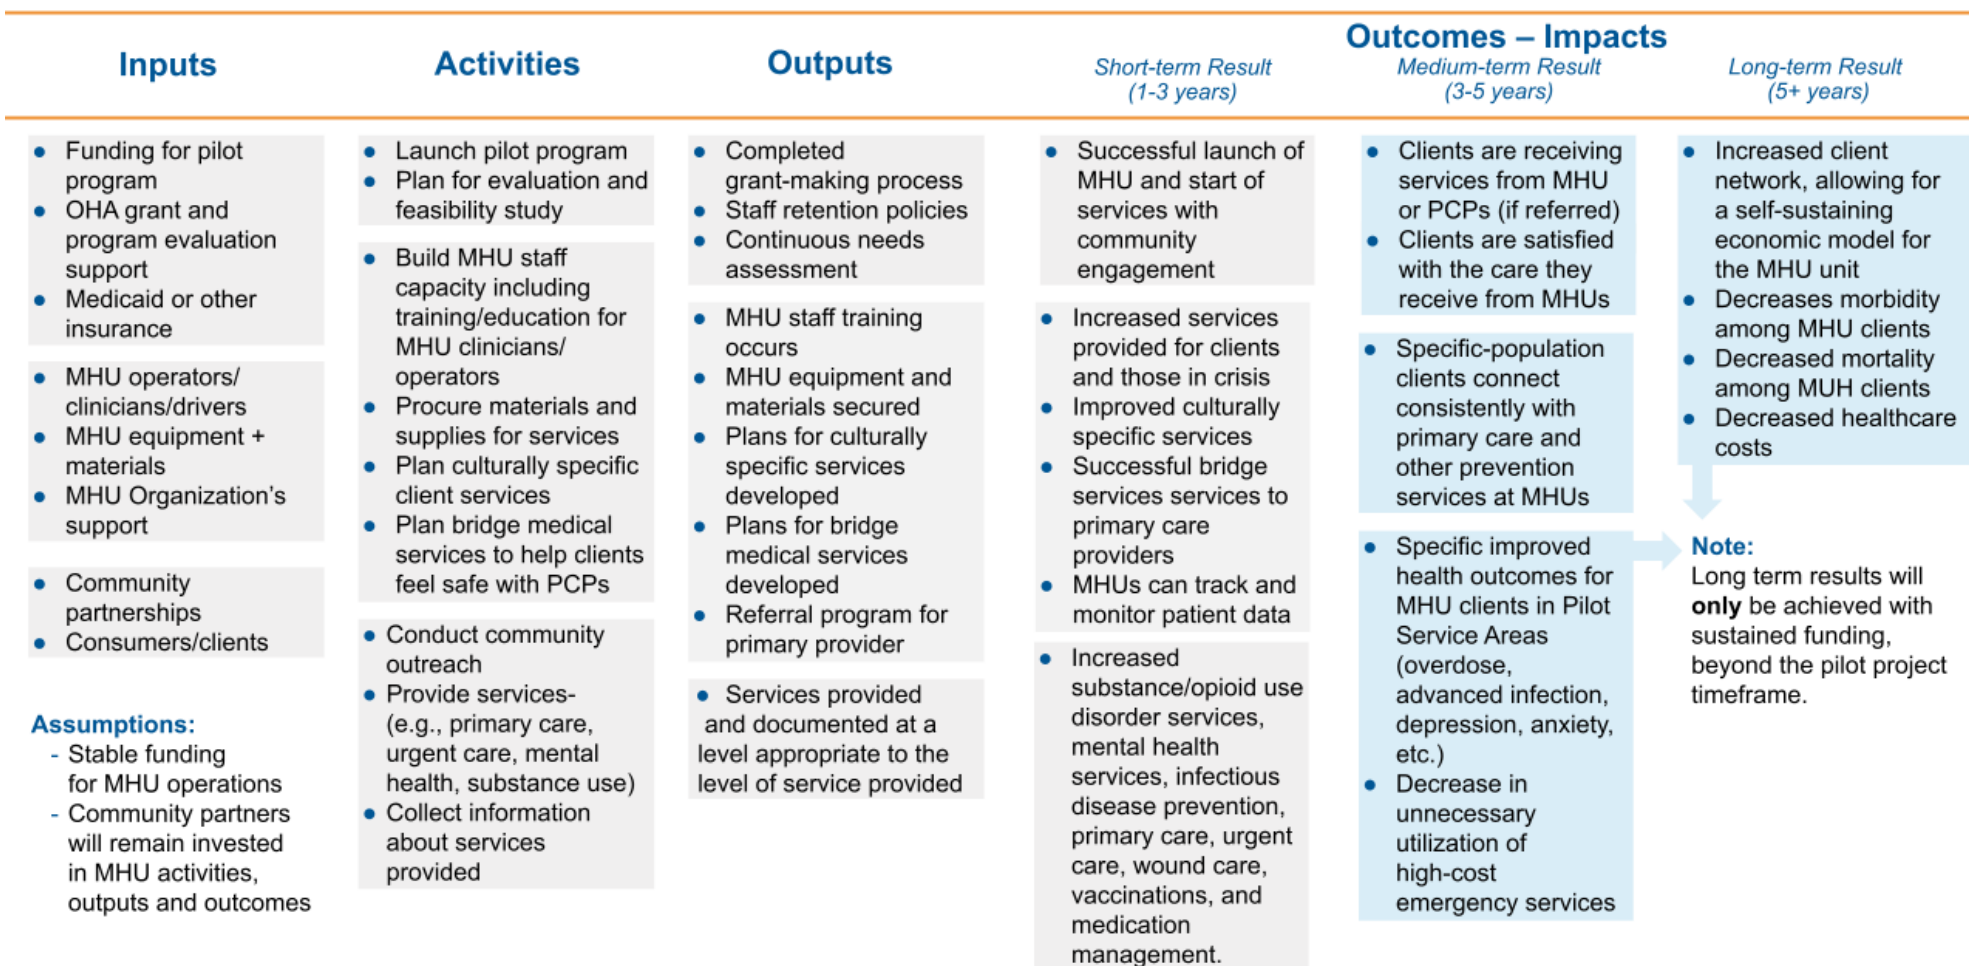 Inputs
Activities
Outputs
Outcomes – Impacts
Short-term Result
(1-3 years)
Medium-term Result
(3-5 years)
Long-term Result
(5+ years)
● Funding for pilot
program
● OHA grant and
program evaluation
support
● Medicaid or other
insurance
● MHU operators/
clinicians/drivers
● MHU equipment +
materials
● MHU Organization's
support
● Community
partnerships
● Consumers/clients
Assumptions:
- Stable funding
for MHU operations
- Community partners
will remain invested
in MHU activities,
outputs and outcomes
● Launch pilot program
● Plan for evaluation and
feasibility study
● Build MHU staff
capacity including
training/education for
MHU clinicians/
operators
● Procure materials and
supplies for services
● Plan culturally specific
client services
● Plan bridge medical
services to help clients
feel safe with PCPs
● Conduct community
outreach
● Provide services-
(e.g., primary care,
urgent care, mental
health, substance use)
● Collect information
about services
provided
● Completed
grant-making process
● Staff retention policies
● Continuous needs
assessment
● MHU staff training
occurs
● MHU equipment and
materials secured
● Plans for culturally
specific services
developed
● Plans for bridge
medical services
developed
● Referral program for
primary provider
● Services provided
and documented at a
level appropriate to the
level of service provided
● Successful launch of
MHU and start of
services with
community
engagement
● Increased services
provided for clients
and those in crisis
● Improved culturally
specific services
● Successful bridge
services services to
primary care
providers
● MHUs can track and
monitor patient data
● Increased
substance/opioid use
disorder services,
mental health
services, infectious
disease prevention,
primary care, urgent
care, wound care,
vaccinations, and
medication
management.
● Clients are receiving
services from MHU
or PCPs (if referred)
● Clients are satisfied
with the care they
receive from MHUs
● Specific-population
clients connect
consistently with
primary care and
other prevention
services at MHUs
● Specific improved
health outcomes for
MHU clients in Pilot
Service Areas
(overdose,
advanced infection,
depression, anxiety,
etc.)
● Decrease in
unnecessary
utilization of
high-cost
emergency services
● Increased client
network, allowing for
a self-sustaining
economic model for
the MHU unit
● Decreases morbidity
among MHU clients
● Decreased mortality
among MUH clients
● Decreased healthcare
costs
Note:
Long term results will
only be achieved with
sustained funding,
beyond the pilot project
timeframe.